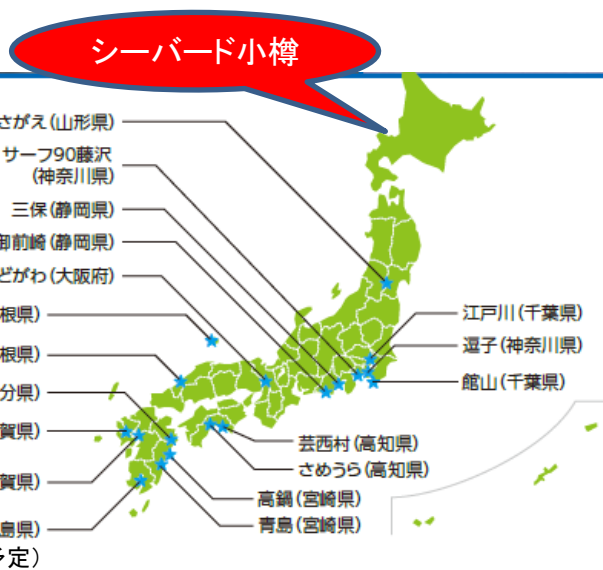 シーバード小樽
さがえ(山形県)
サーフ90藤沢
(神奈川県)
三保(静岡県)
御前崎(静岡県)
どがわ(大阪府)
根県)
根県)
分県)
賀県)
賀県)
島県)
予定)
江戸川(千葉県)
逗子(神奈川県)
館山(千葉県)
芸西村(高知県)
さめうら(高知県)
高鍋(宮崎県)
青島(宮崎県)